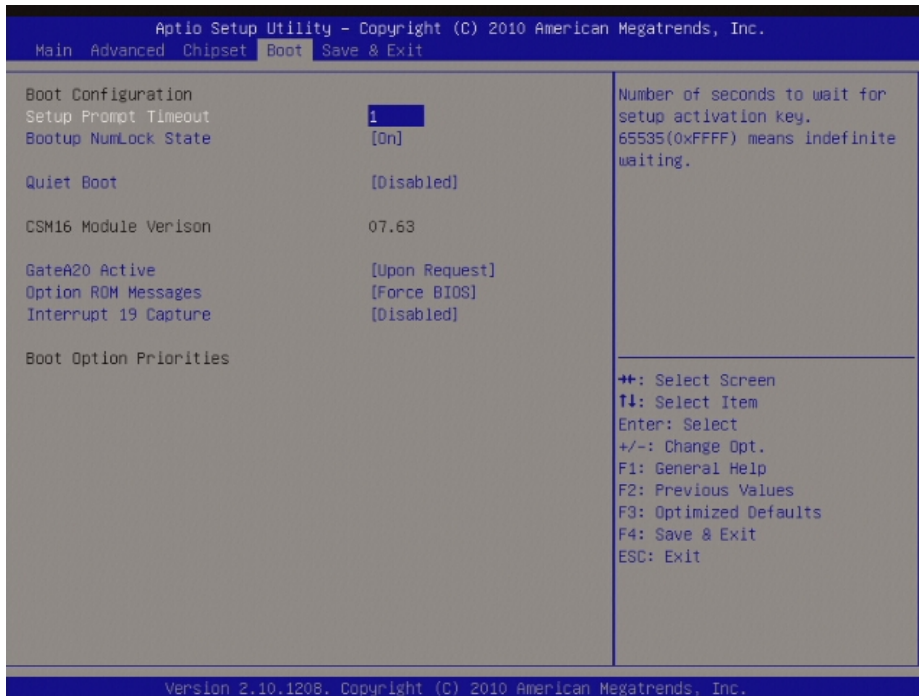 Aptio Setup Utility – Copyright (C) 2010 American Megatrends, Inc.
Main Advanced Chipset Boot Save & Exit
Boot Configuration
Setup Prompt Timeout 1
Bootup NumLock State [On]
Quiet Boot [Disabled]
CSM16 Module Verison 07.63
GateA20 Active [Upon Request]
Option ROM Messages [Force BIOS]
Interrupt 19 Capture [Disabled]
Boot Option Priorities
Number of seconds to wait for
setup activation key.
65535(0xFFFF) means indefinite
waiting.
→←: Select Screen
↑↓: Select Item
Enter: Select
+/-: Change Opt.
F1: General Help
F2: Previous Values
F3: Optimized Defaults
F4: Save & Exit
ESC: Exit
Version 2.10.1208. Copyright (C) 2010 American Megatrends, Inc.